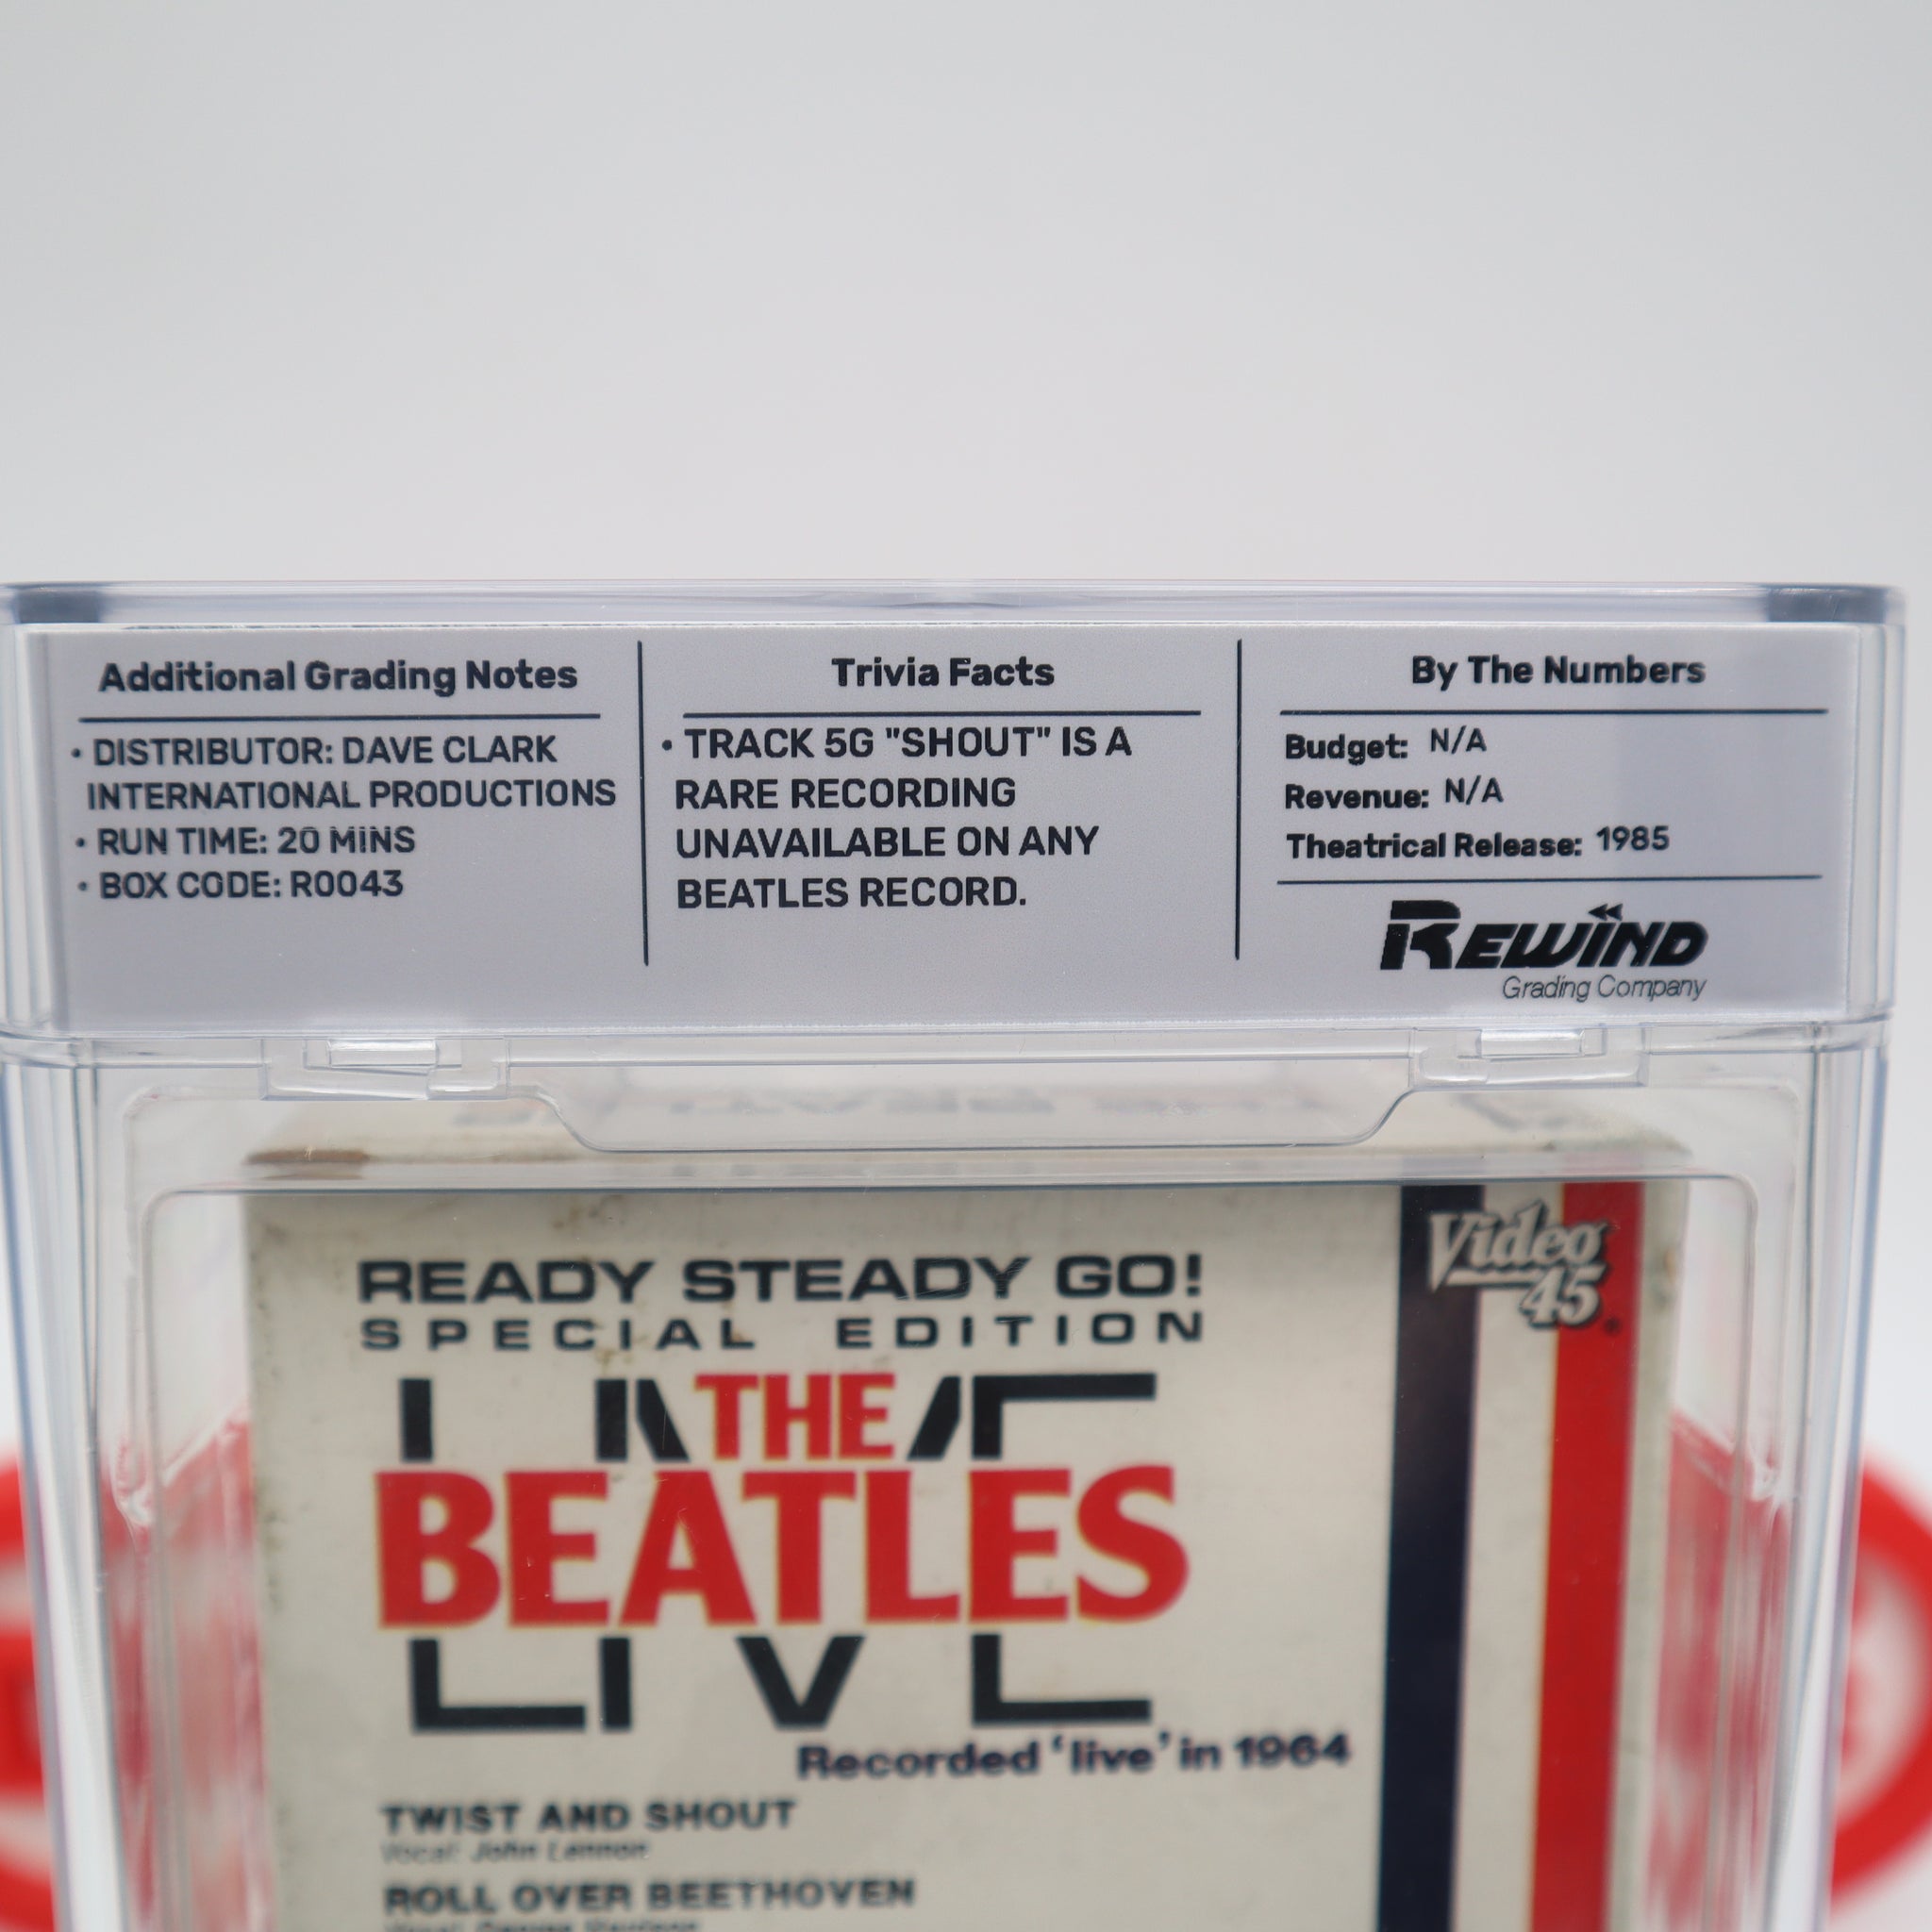 Additional Grading Notes
• DISTRIBUTOR: DAVE CLARK
INTERNATIONAL PRODUCTIONS
• RUN TIME: 20 MINS
• BOX CODE: R0043
Trivia Facts
• TRACK 5G "SHOUT" IS A
RARE RECORDING
UNAVAILABLE ON ANY
BEATLES RECORD.
By The Numbers
Budget: N/A
Revenue: N/A
Theatrical Release: 1985
REWIND
Grading Company
Video
45
READY STEADY GO!
SPECIAL EDITION
THE
BEATLES
LIVE
Recorded 'live' in 1964
TWIST AND SHOUT
Vocal: John Lennon
ROLL OVER BEETHOVEN